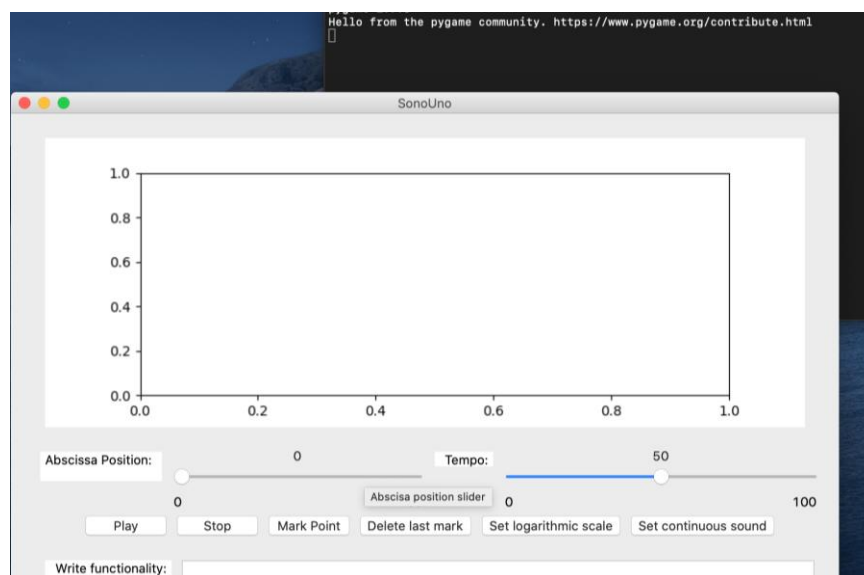 Hello from the pygame community. https://www.pygame.org/contribute.html
SonoUno
1.0
0.8
0.6
0.4
0.2
0.0
0.0 0.2 0.4 0.6 0.8 1.0
Abscissa Position: 0 Tempo: 50
0 Abscisa position slider 0 100
Play Stop Mark Point Delete last mark Set logarithmic scale Set continuous sound
Write functionality: